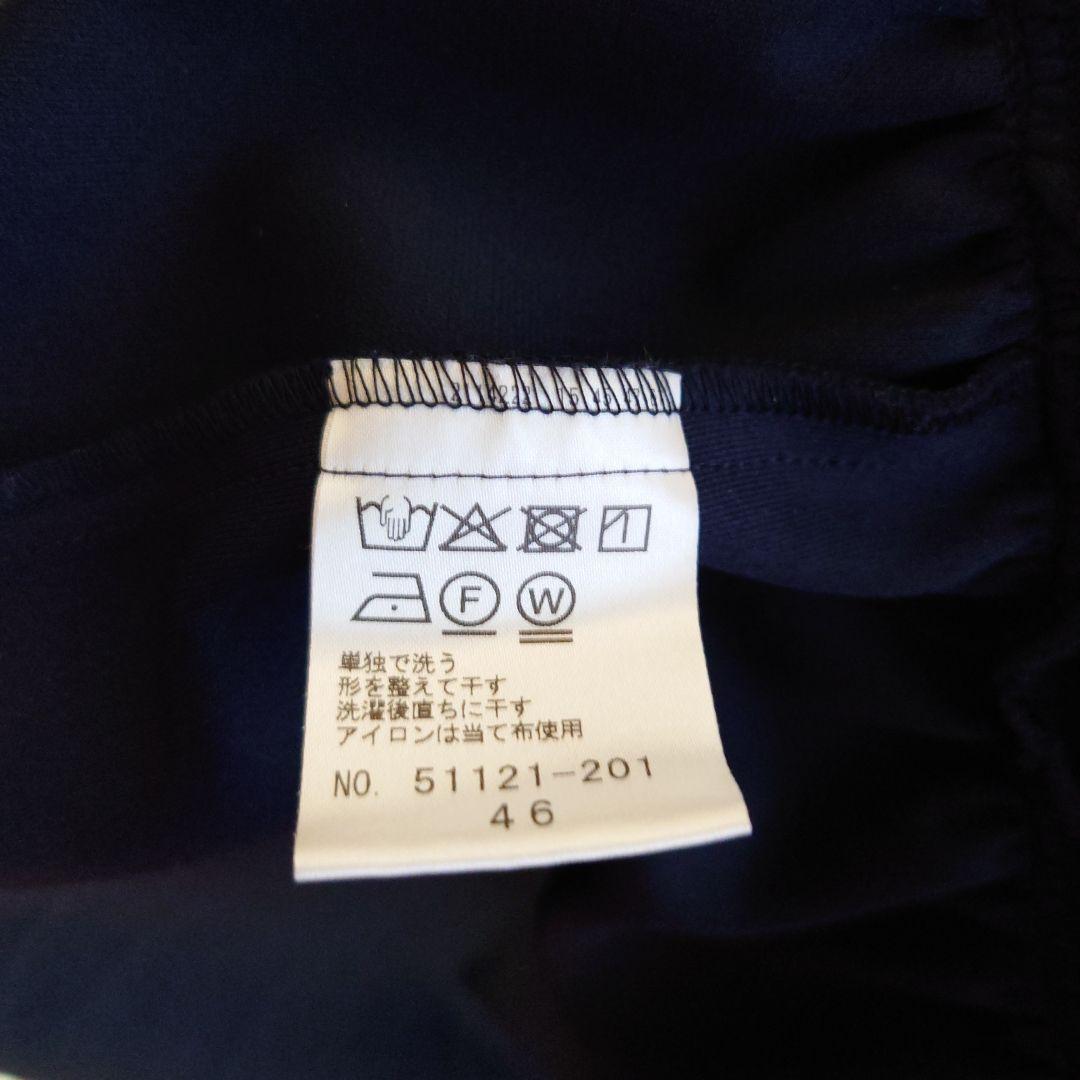 F W
単独で洗う
形を整えて干す
洗濯後直ちに干す
アイロンは当て布使用
NO. 51121-201
46